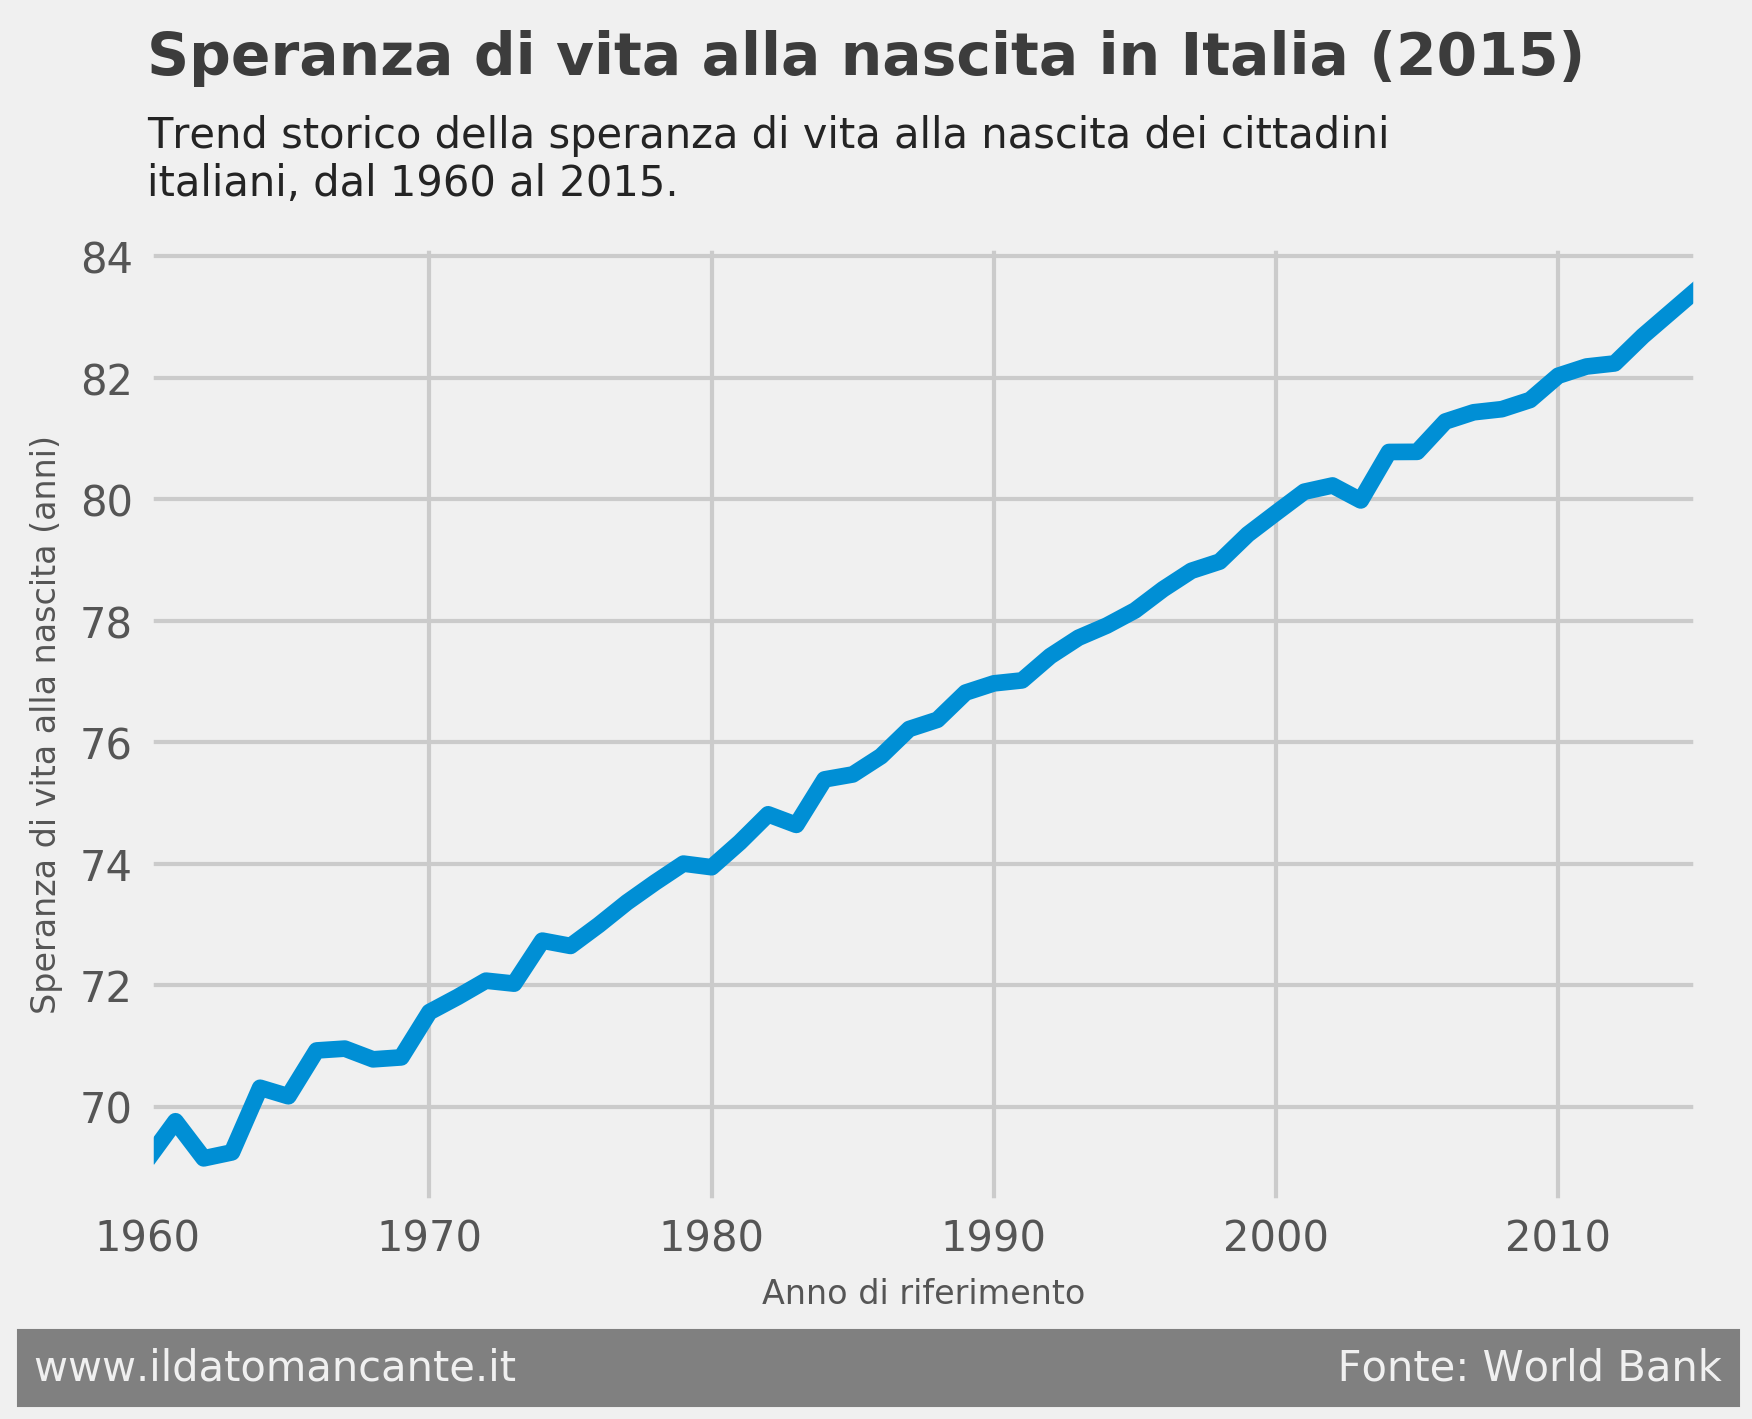 Speranza di vita alla nascita in Italia (2015)
Trend storico della speranza di vita alla nascita dei cittadini
italiani, dal 1960 al 2015.
Speranza di vita alla nascita (anni)
84
82
80
78
76
74
72
70
1960 1970 1980 1990 2000 2010
Anno di riferimento
www.ildatomancante.it Fonte: World Bank